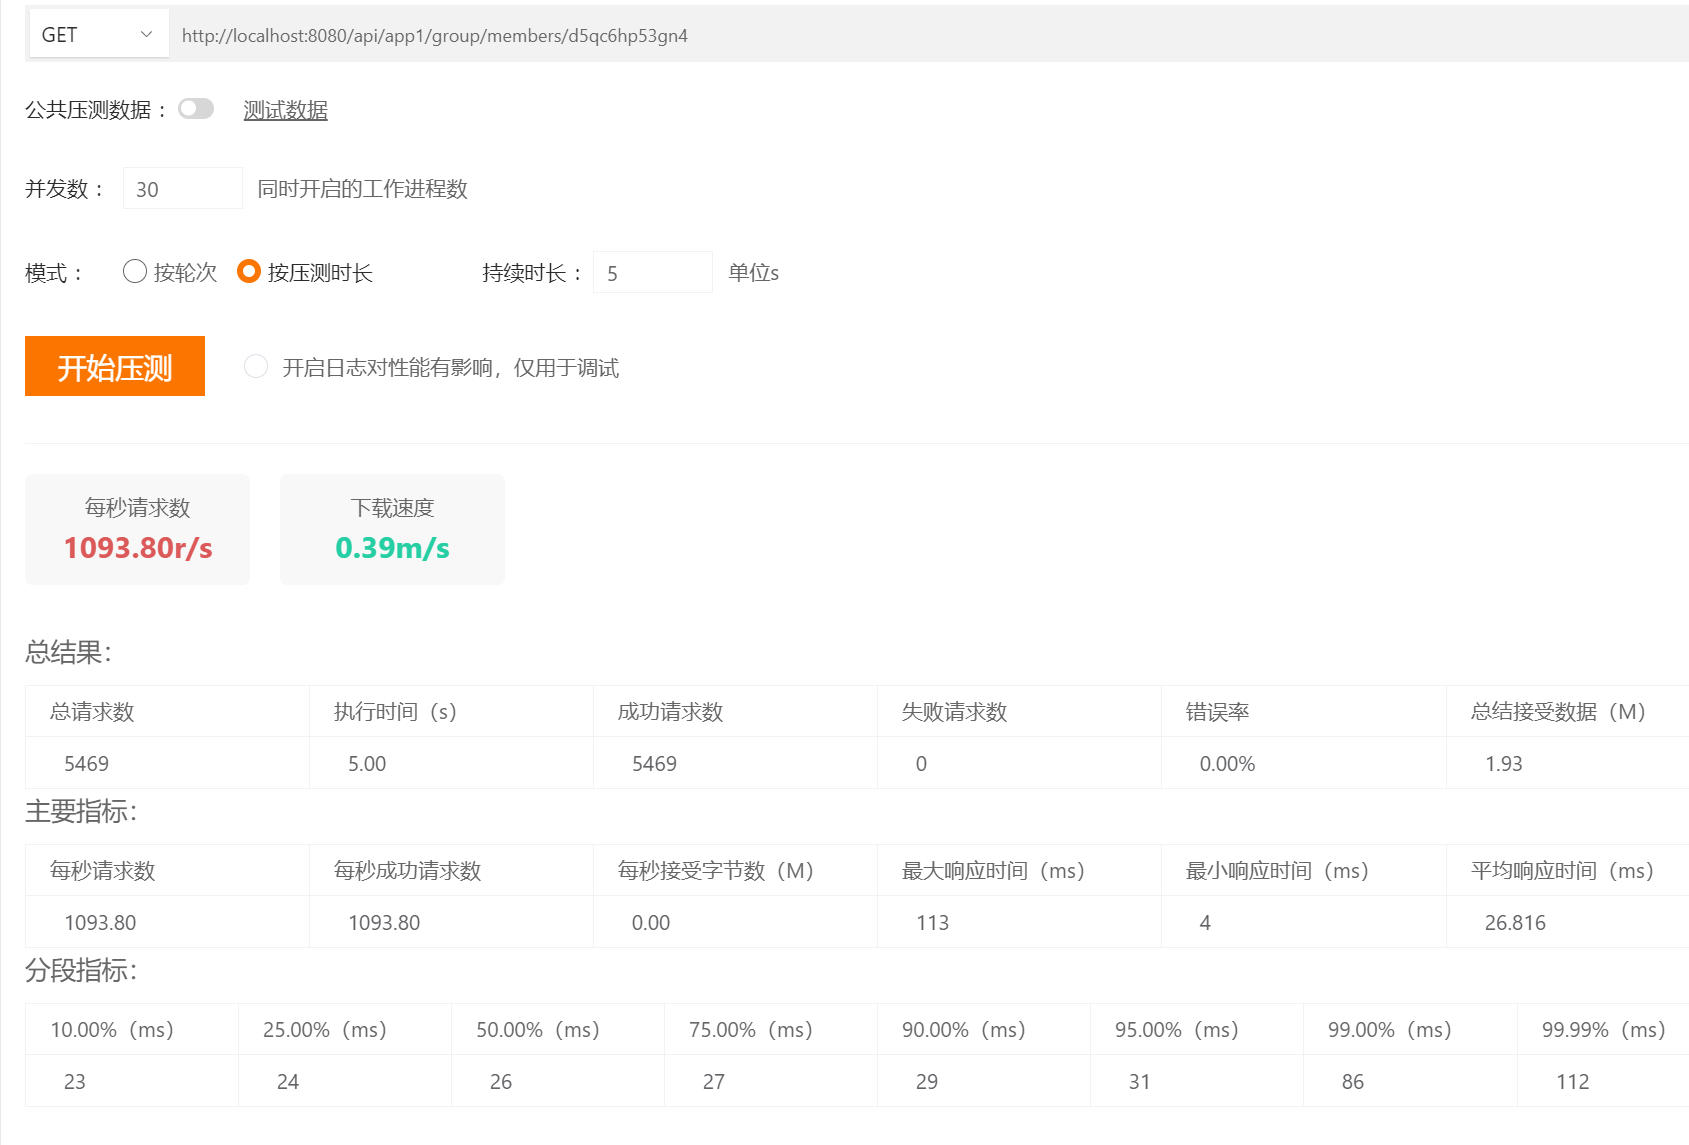 GET http://localhost:8080/api/app1/group/members/d5qc6hp53gn4
公共压测数据： 测试数据
并发数： 30 同时开启的工作进程数
模式： 按轮次 按压测时长 持续时长： 5 单位s
开始压测 开启日志对性能有影响，仅用于调试
每秒请求数 下载速度
1093.80r/s 0.39m/s
总结果：
总请求数 执行时间（s） 成功请求数 失败请求数 错误率 总结接受数据（M）
5469 5.00 5469 0 0.00% 1.93
主要指标：
每秒请求数 每秒成功请求数 每秒接受字节数（M） 最大响应时间（ms） 最小响应时间（ms） 平均响应时间（ms）
1093.80 1093.80 0.00 113 4 26.816
分段指标：
10.00%（ms） 25.00%（ms） 50.00%（ms） 75.00%（ms） 90.00%（ms） 95.00%（ms） 99.00%（ms） 99.99%（ms）
23 24 26 27 29 31 86 112